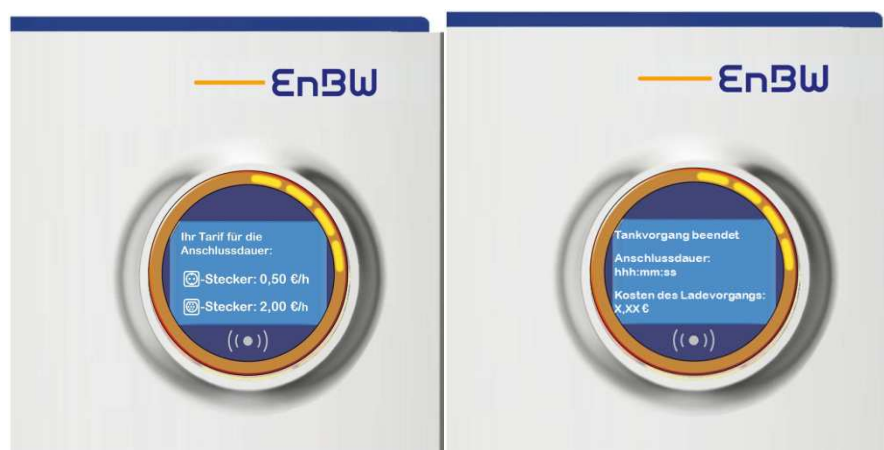 EnBW
Ihr Tarif für die
Anschlussdauer:
-Stecker: 0,50 €/h
-Stecker: 2,00 €/h
EnBW
Tankvorgang beendet
Anschlussdauer:
hhh:mm:ss
Kosten des Ladevorgangs:
X,XX €